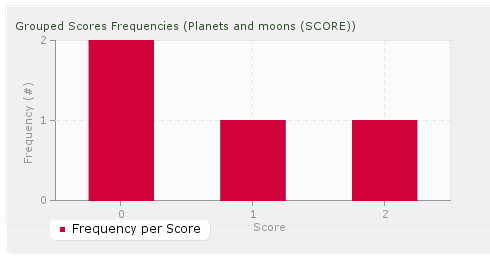 Grouped Scores Frequencies (Planets and moons (SCORE))
2
1
0
Frequency (#)
0 1 2
Score
Frequency per Score